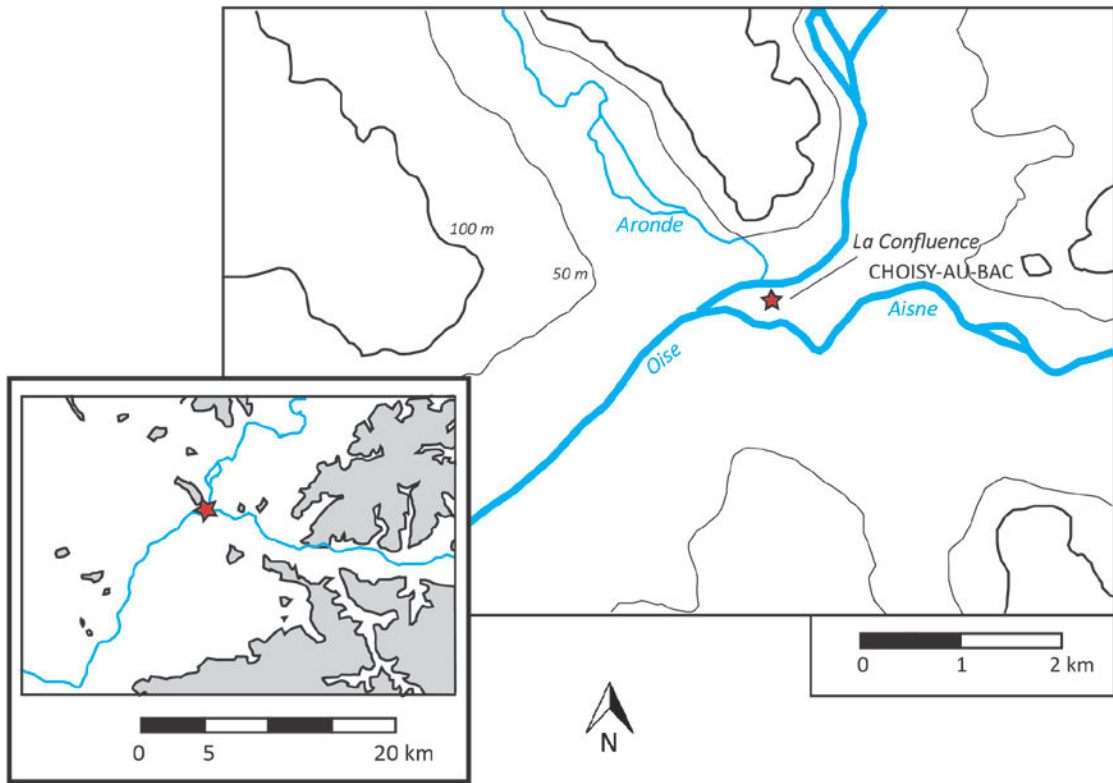 100 m
Aronde
La Confluence
50 m
CHOISY-AU-BAC
Aisne
Oise
0 1 2 km
0 5 20 km
N